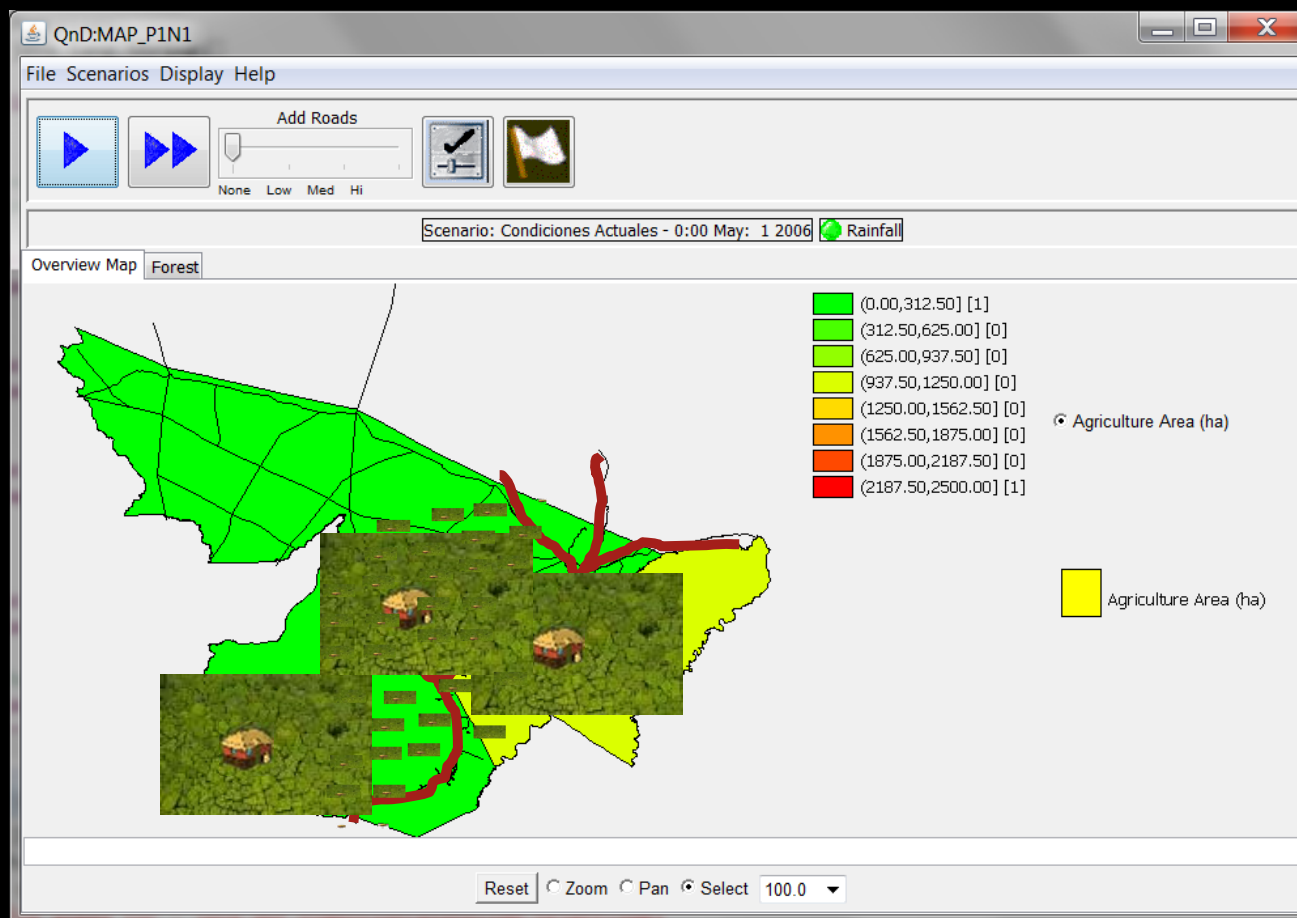 QnD:MAP_P1N1
File Scenarios Display Help
Add Roads
None Low Med Hi
Scenario: Condiciones Actuales - 0:00 May: 1 2006 Rainfall
Overview Map Forest
(0.00,312.50] [1]
(312.50,625.00] [0]
(625.00,937.50] [0]
(937.50,1250.00] [0]
(1250.00,1562.50] [0]
(1562.50,1875.00] [0]
(1875.00,2187.50] [0]
(2187.50,2500.00] [1]
Agriculture Area (ha)
Agriculture Area (ha)
Reset Zoom Pan Select 100.0